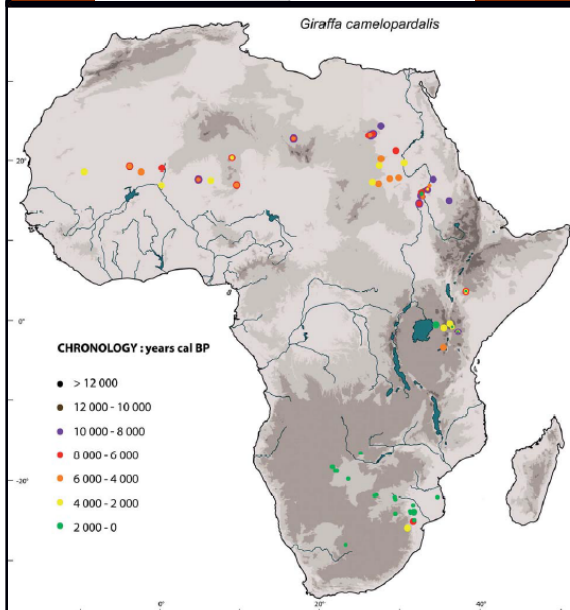 Giraffa camelopardalis
20°
0°
CHRONOLOGY : years cal BP
> 12 000
12 000 - 10 000
10 000 - 8 000
8 000 - 6 000
6 000 - 4 000
4 000 - 2 000
2 000 - 0
-20°
0°
20°
40°